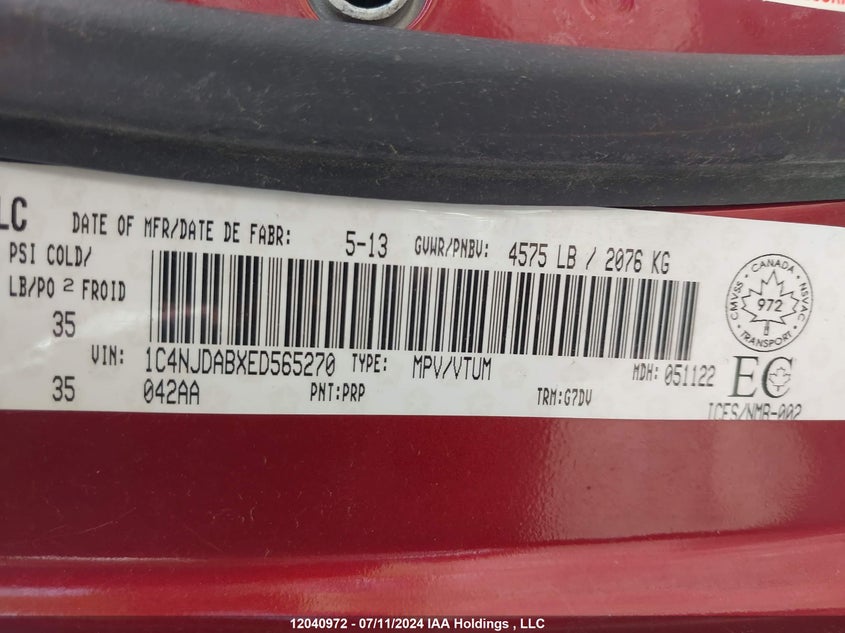 LC DATE OF MFR/DATE DE FABR: 5-13 GVWR/PNBV: 4575 LB / 2076 KG
PSI COLD/
LB/PO 2 FROID
35
VIN: 1C4NJDABXED565270 TYPE: MPV/VTUM MDH: 051122
35 042AA PNT:PRP TRM:G7DV
CANADA
CMVSS NSVAC
972
TRANSPORT
EC
ICES/NMB-002
12040972 - 07/11/2024 IAA Holdings , LLC